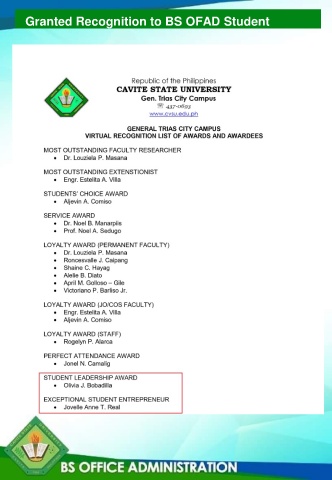 Granted Recognition to BS OFAD Student
Republic of the Philippines
CAVITE STATE UNIVERSITY
Gen. Trias City Campus
☏ 437-0693
www.cvsu.edu.ph
GENERAL TRIAS CITY CAMPUS
VIRTUAL RECOGNITION LIST OF AWARDS AND AWARDEES
MOST OUTSTANDING FACULTY RESEARCHER
• Dr. Louziela P. Masana
MOST OUTSTANDING EXTENSTIONIST
• Engr. Estelita A. Villa
STUDENTS' CHOICE AWARD
• Aljevin A. Comiso
SERVICE AWARD
• Dr. Noel B. Manarpiis
• Prof. Noel A. Sedugo
LOYALTY AWARD (PERMANENT FACULTY)
• Dr. Louziela P. Masana
• Roncesvalle J. Caipang
• Shaine C. Hayag
• Alelie B. Diato
• April M. Golloso – Gile
• Victoriano P. Barliso Jr.
LOYALTY AWARD (JO/COS FACULTY)
• Engr. Estelita A. Villa
• Aljevin A. Comiso
LOYALTY AWARD (STAFF)
• Rogelyn P. Alarca
PERFECT ATTENDANCE AWARD
• Jonel N. Camalig
STUDENT LEADERSHIP AWARD
• Olivia J. Bobadilla
EXCEPTIONAL STUDENT ENTREPRENEUR
• Jovelle Anne T. Real
BS OFFICE ADMINISTRATION